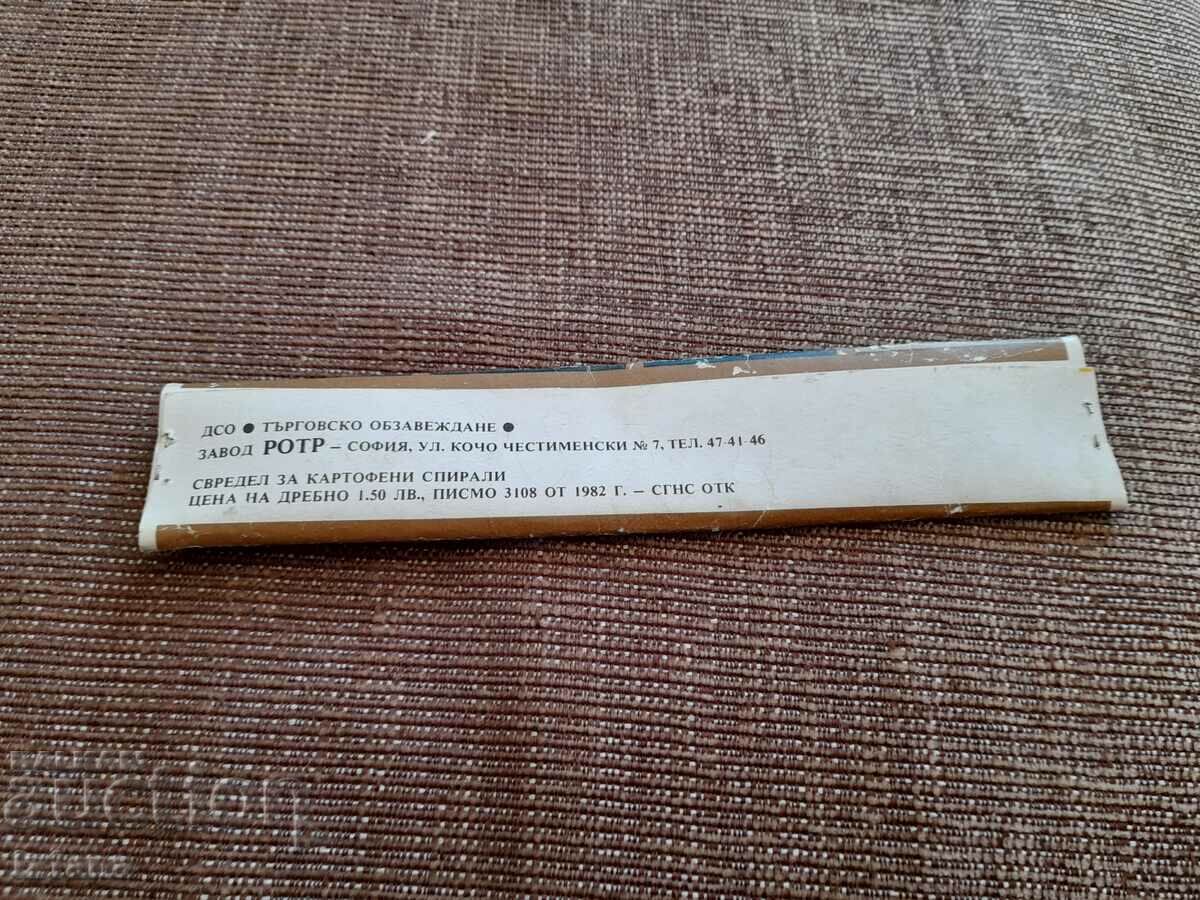 ДСО ● ТЪРГОВСКО ОБЗАВЕЖДАНЕ ●
ЗАВОД РОТР – СОФИЯ, УЛ. КОЧО ЧЕСТИМЕНСКИ № 7, ТЕЛ. 47-41-46
СВРЕДЕЛ ЗА КАРТОФЕНИ СПИРАЛИ
ЦЕНА НА ДРЕБНО 1.50 ЛВ., ПИСМО 3108 ОТ 1982 Г. – СГНС ОТК
auction